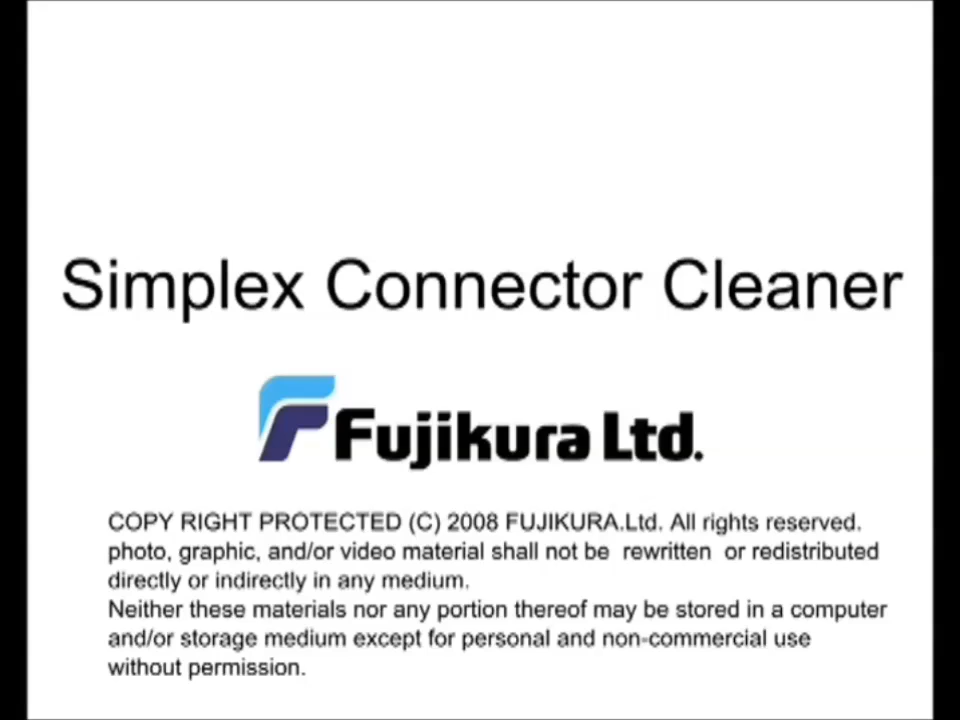 Simplex Connector Cleaner
Fujikura Ltd.
COPY RIGHT PROTECTED (C) 2008 FUJIKURA.Ltd. All rights reserved.
photo, graphic, and/or video material shall not be rewritten or redistributed
directly or indirectly in any medium.
Neither these materials nor any portion thereof may be stored in a computer
and/or storage medium except for personal and non-commercial use
without permission.